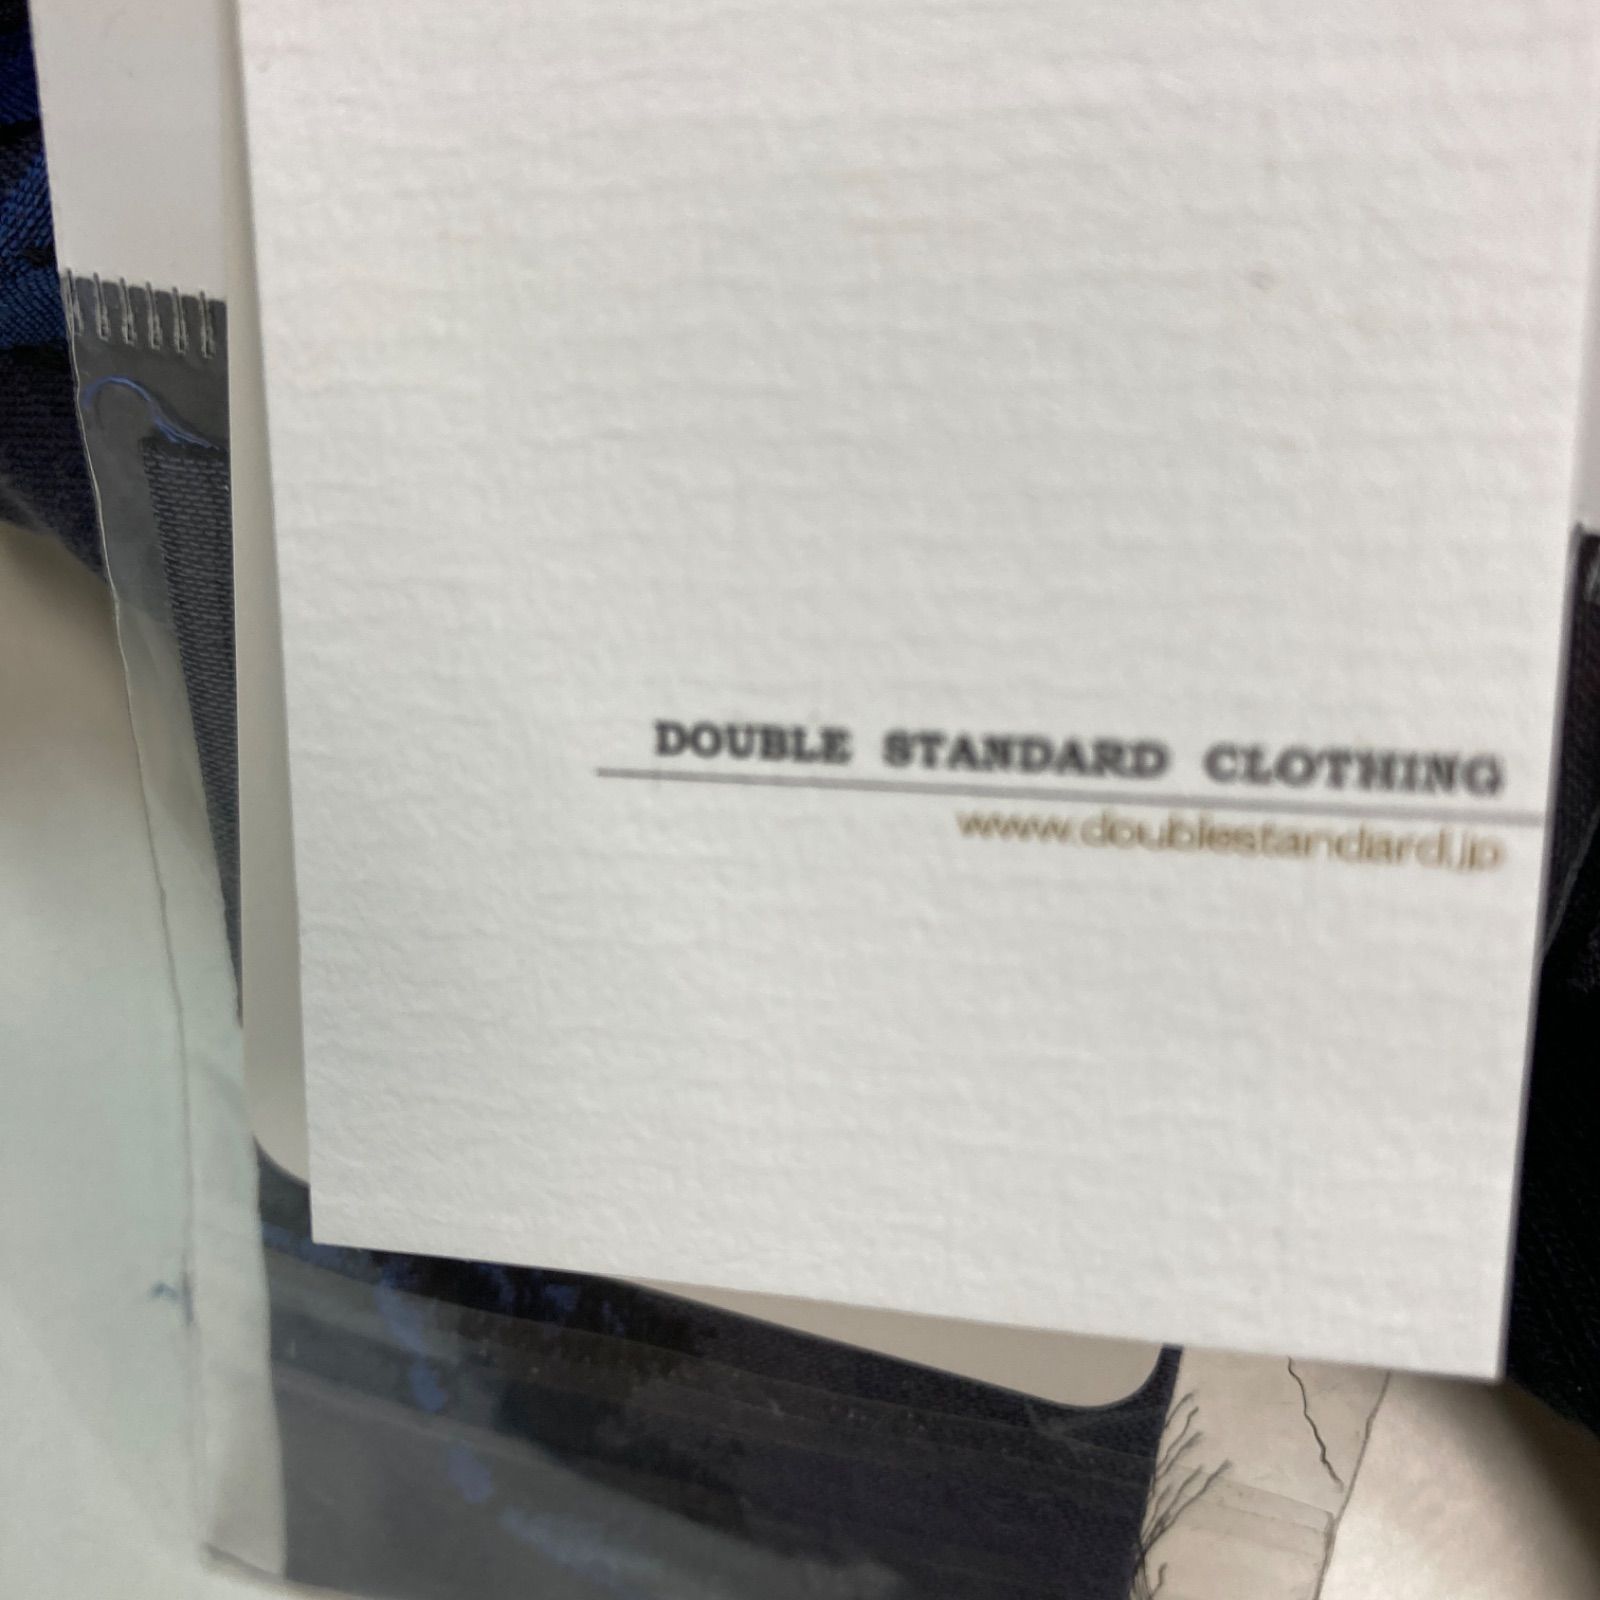 DOUBLE STANDARD CLOTHING
www.doublestandard.jp